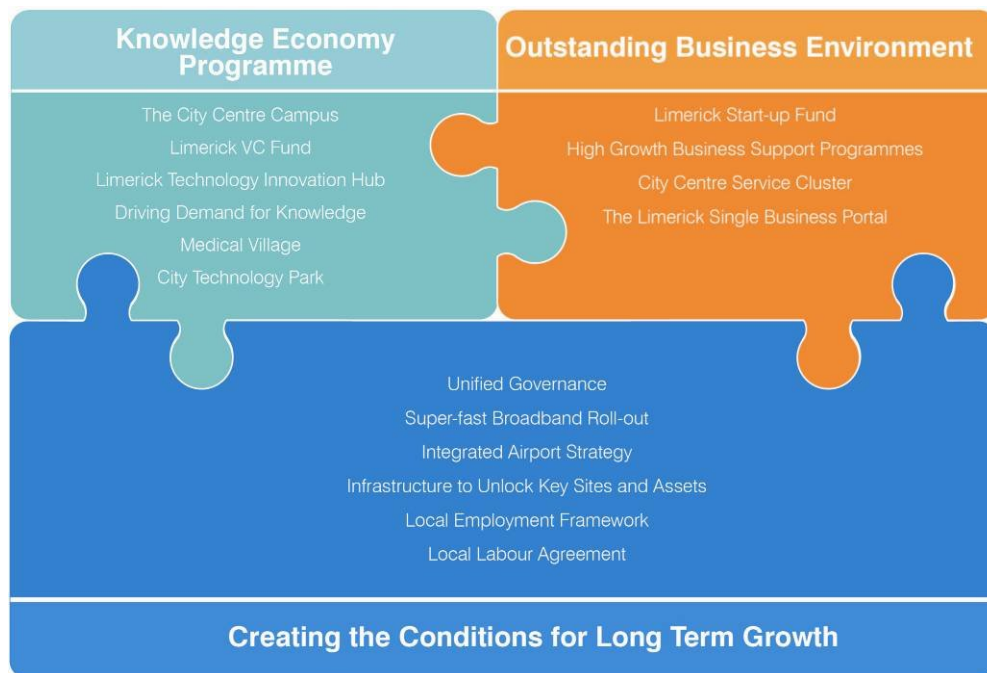 Knowledge Economy
Programme
The City Centre Campus
Limerick VC Fund
Limerick Technology Innovation Hub
Driving Demand for Knowledge
Medical Village
City Technology Park
Outstanding Business Environment
Limerick Start-up Fund
High Growth Business Support Programmes
City Centre Service Cluster
The Limerick Single Business Portal
Unified Governance
Super-fast Broadband Roll-out
Integrated Airport Strategy
Infrastructure to Unlock Key Sites and Assets
Local Employment Framework
Local Labour Agreement
Creating the Conditions for Long Term Growth